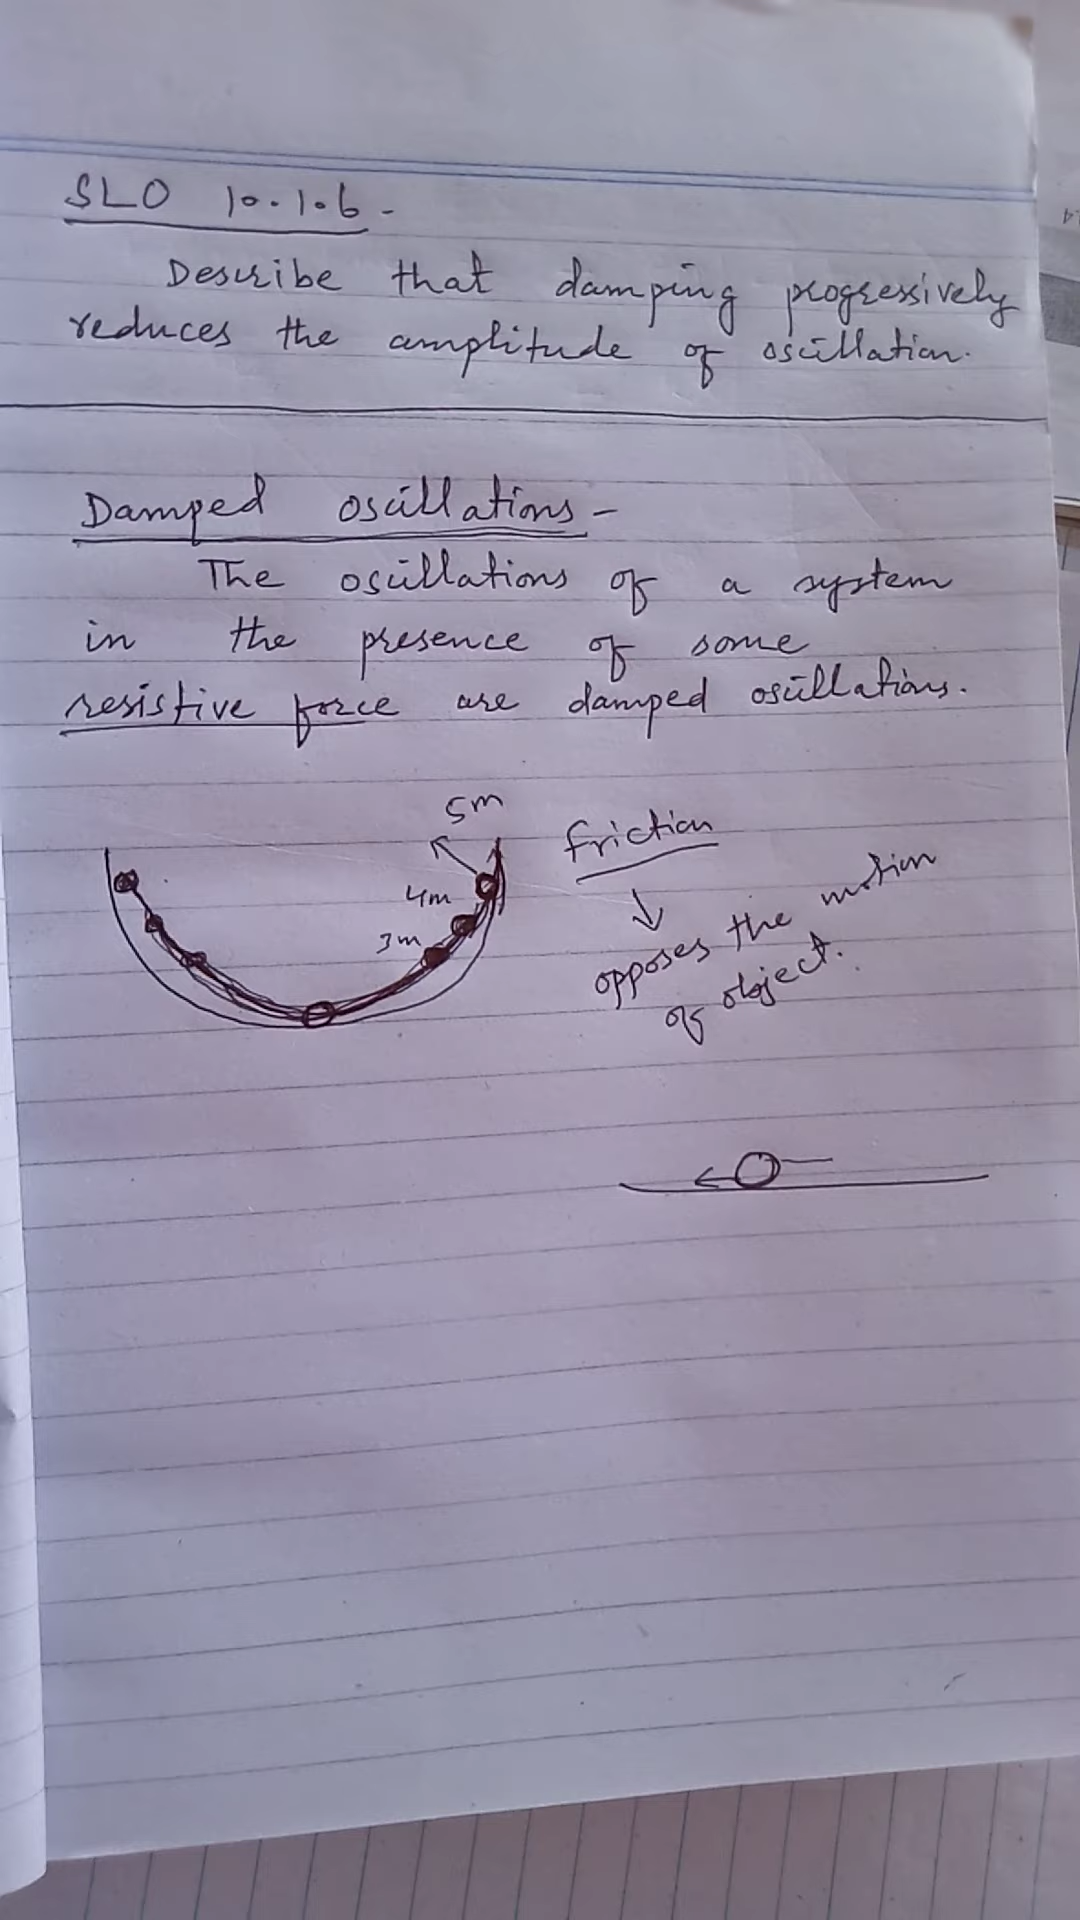 SLO 10.1.6-
Describe that damping progressively
reduces the amplitude of oscillation.
Damped oscillations-
The oscillations of a system
in the presence of some
resistive force are damped oscillations.
5m
4m
3m
friction
opposes the motion
of object.